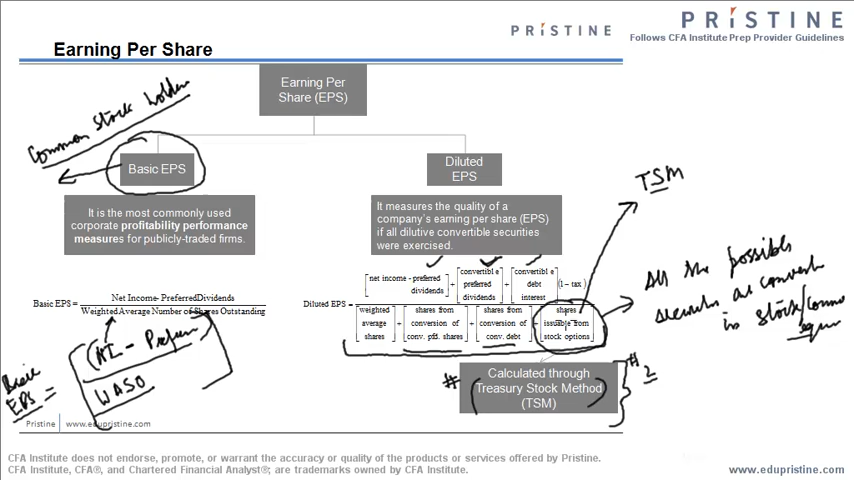 PRISTINE
PRISTINE
Follows CFA Institute Prep Provider Guidelines
Earning Per Share
Earning Per
Share (EPS)
Common Stock holder
Basic EPS
Diluted
EPS
TSM
It is the most commonly used
corporate profitability performance
measures for publicly-traded firms.
It measures the quality of a
company's earning per share (EPS)
if all dilutive convertible securities
were exercised.
All the possible
securities are convert
in stock/common
equi
Basic EPS = Net Income- PreferredDividends
Weighted Average Number of Shares Outstanding
Diluted EPS = [net income - preferred dividends] + [convertibl e preferred dividends] + [convertibl e debt interest] (1 – tax)
[weighted average shares] + [shares from conversion of conv. pfd. shares] + [shares from conversion of conv. debt] + [shares issuable from stock options]
Basic EPS =
(NI - Prefer
WASO
# Calculated through
Treasury Stock Method
(TSM)
#2
Pristine
www.edupristine.com
CFA Institute does not endorse, promote, or warrant the accuracy or quality of the products or services offered by Pristine.
CFA Institute, CFA®, and Chartered Financial Analyst®; are trademarks owned by CFA Institute.
www.edupristine.com